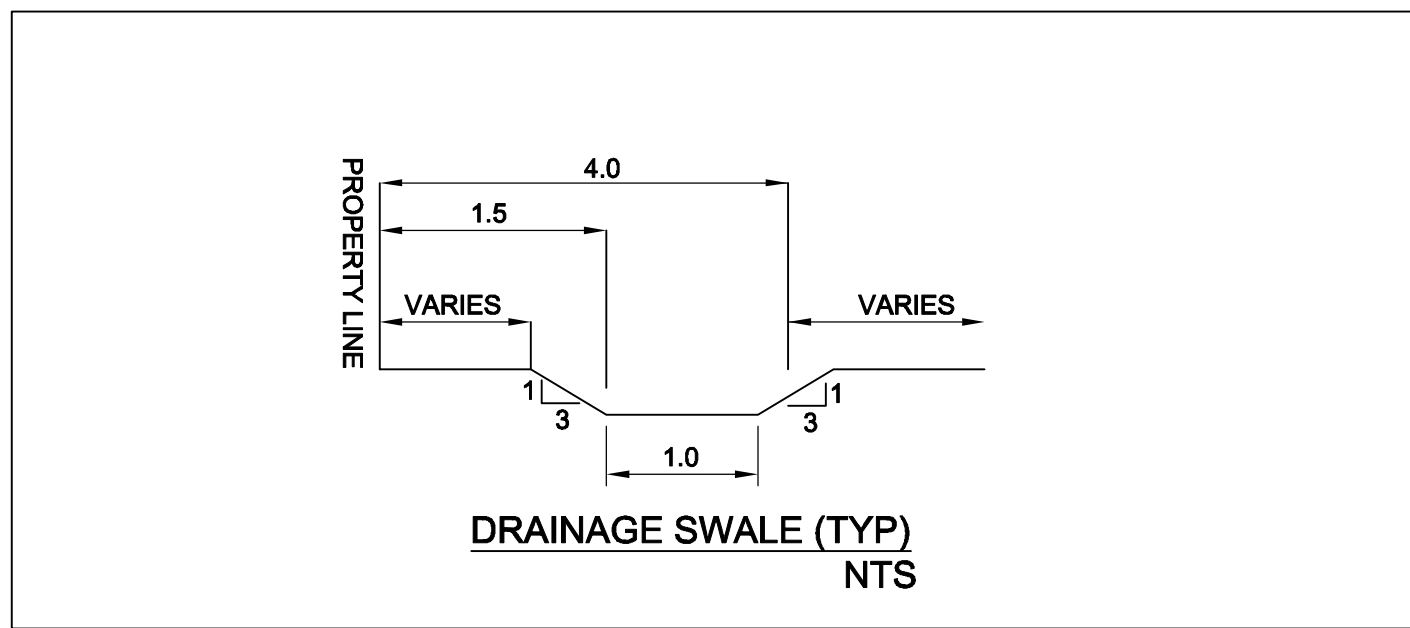 PROPERTY LINE
4.0
1.5
VARIES
VARIES
1
3
1
3
1.0
DRAINAGE SWALE (TYP)
NTS